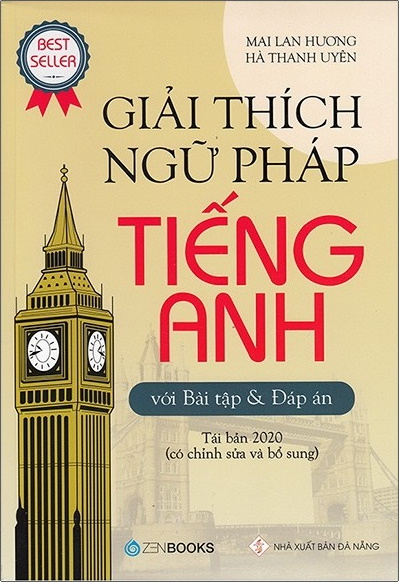 BEST
SELLER
MAI LAN HƯƠNG
HÀ THANH UYÊN
GIẢI THÍCH
NGỮ PHÁP
TIẾNG
ANH
với Bài tập & Đáp án
Tái bản 2020
(có chỉnh sửa và bổ sung)
ZENBOOKS
NHÀ XUẤT BẢN ĐÀ NẴNG